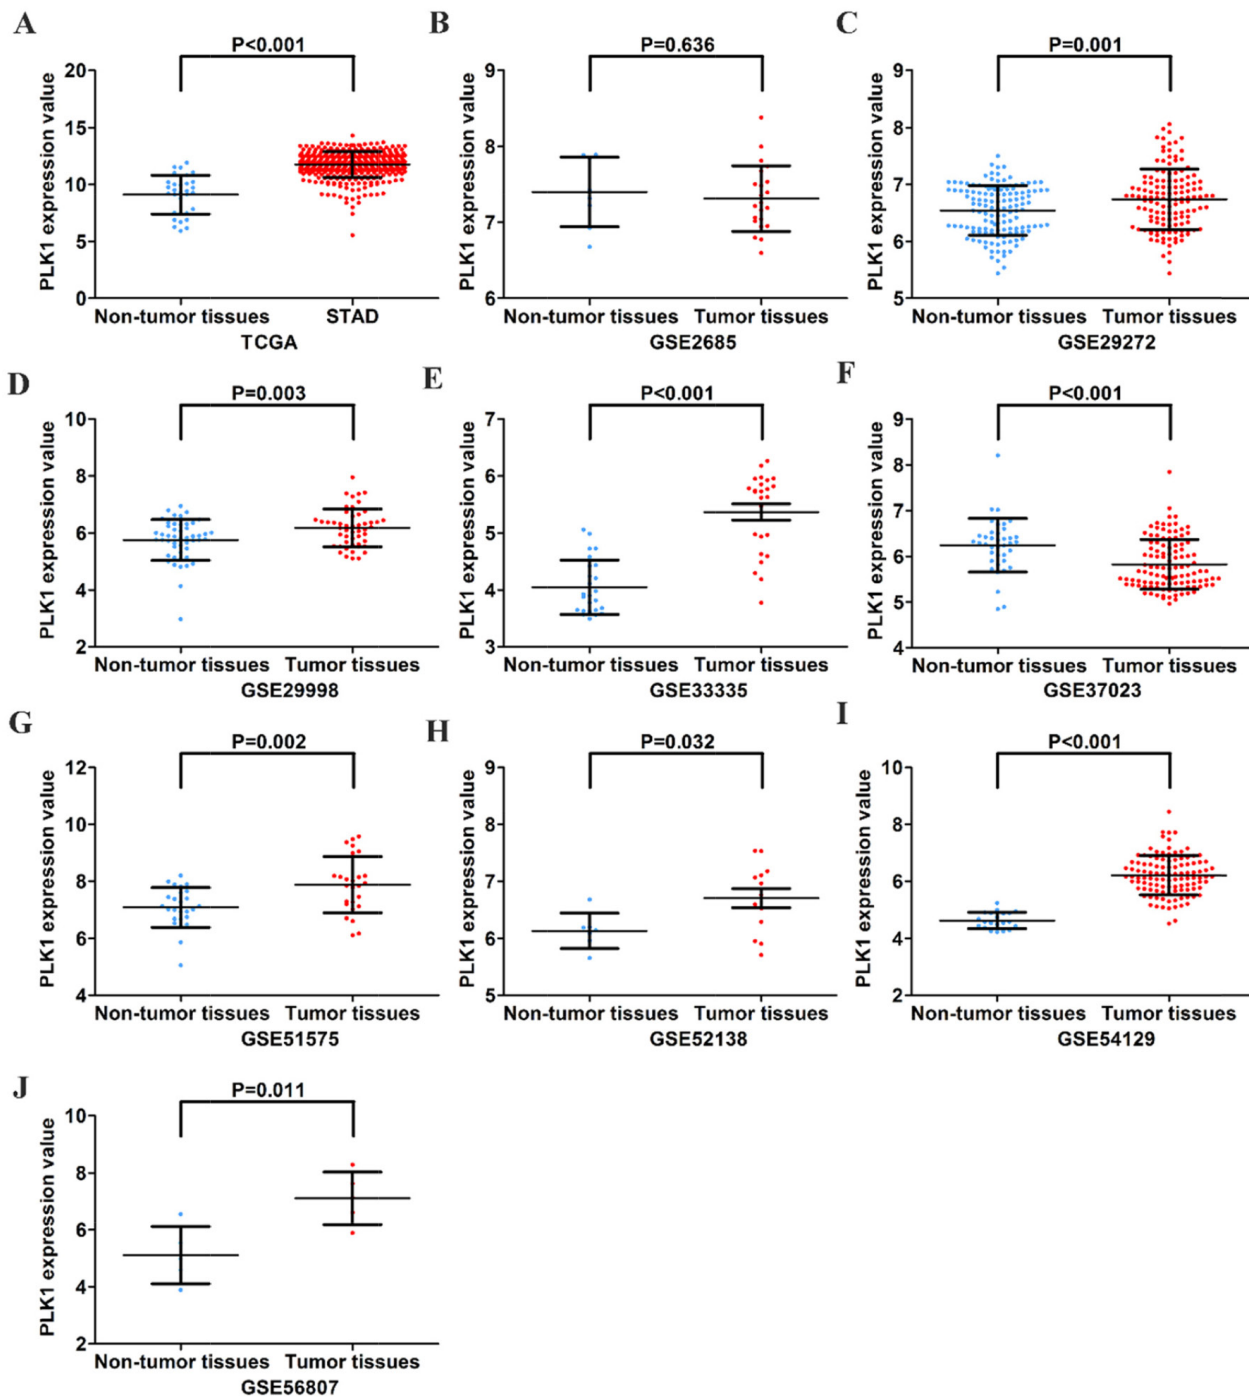 A
P<0.001
PLK1 expression value
20
15
10
5
0
Non-tumor tissues
STAD
TCGA
B
P=0.636
PLK1 expression value
9
8
7
6
Non-tumor tissues
Tumor tissues
GSE2685
C
P=0.001
PLK1 expression value
9
8
7
6
5
Non-tumor tissues
Tumor tissues
GSE29272
D
P=0.003
PLK1 expression value
10
8
6
4
2
Non-tumor tissues
Tumor tissues
GSE29998
E
P<0.001
PLK1 expression value
7
6
5
4
3
Non-tumor tissues
Tumor tissues
GSE33335
F
P<0.001
PLK1 expression value
9
8
7
6
5
4
Non-tumor tissues
Tumor tissues
GSE37023
G
P=0.002
PLK1 expression value
12
10
8
6
4
Non-tumor tissues
Tumor tissues
GSE51575
H
P=0.032
PLK1 expression value
9
8
7
6
5
Non-tumor tissues
Tumor tissues
GSE52138
I
P<0.001
PLK1 expression value
10
8
6
4
2
Non-tumor tissues
Tumor tissues
GSE54129
J
P=0.011
PLK1 expression value
10
8
6
4
2
Non-tumor tissues
Tumor tissues
GSE56807